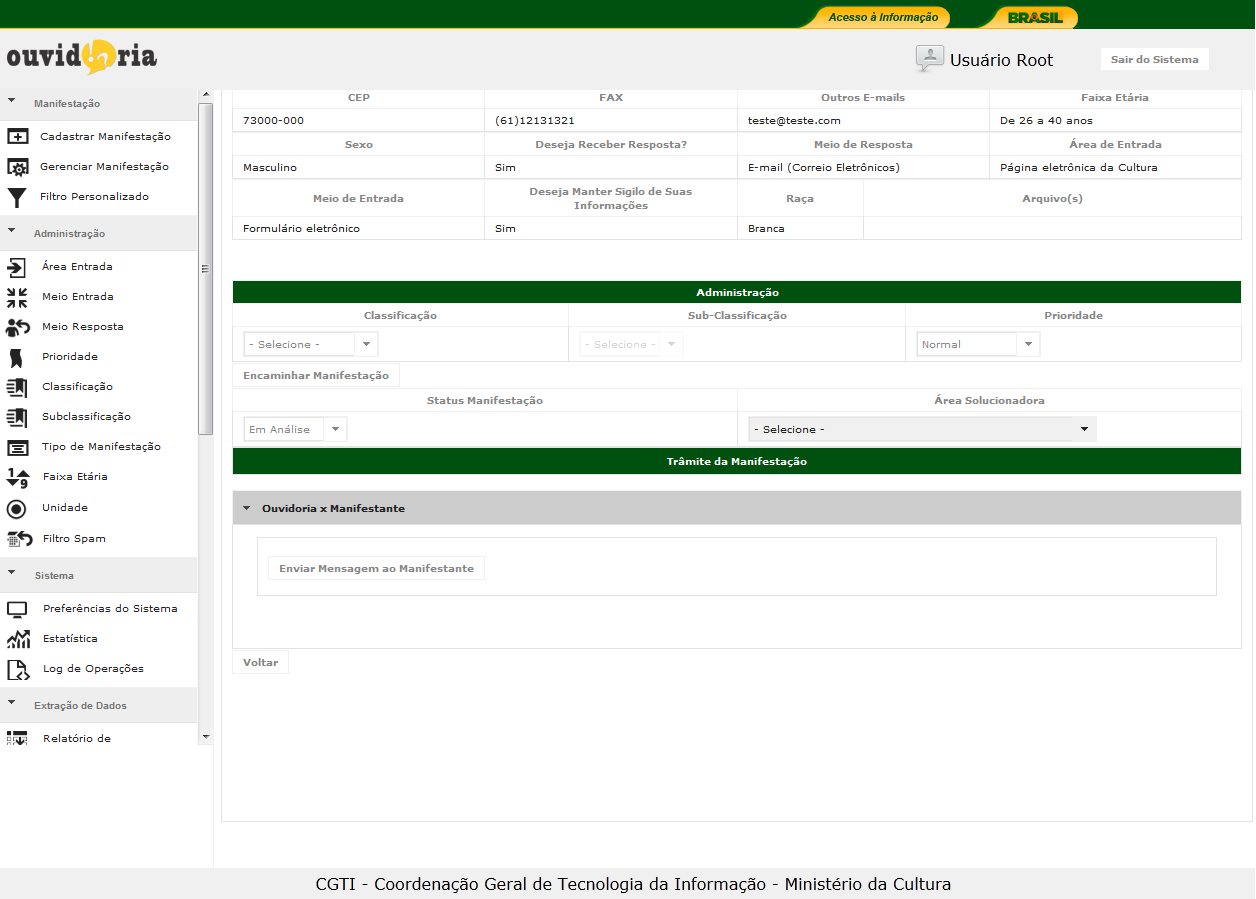 Acesso à Informação
BRASIL
ouvidoria
Usuário Root
Sair do Sistema
Manifestação
Cadastrar Manifestação
Gerenciar Manifestação
Filtro Personalizado
Administração
Área Entrada
Meio Entrada
Meio Resposta
Prioridade
Classificação
Subclassificação
Tipo de Manifestação
Faixa Etária
Unidade
Filtro Spam
Sistema
Preferências do Sistema
Estatística
Log de Operações
Extração de Dados
Relatório de
CEP FAX Outros E-mails Faixa Etária
73000-000 (61)12131321 teste@teste.com De 26 a 40 anos
Sexo Deseja Receber Resposta? Meio de Resposta Área de Entrada
Masculino Sim E-mail (Correio Eletrônicos) Página eletrônica da Cultura
Meio de Entrada Deseja Manter Sigilo de Suas Informações Raça Arquivo(s)
Formulário eletrônico Sim Branca
Administração
Classificação Sub-Classificação Prioridade
- Selecione - - Selecione - Normal
Encaminhar Manifestação
Status Manifestação Área Solucionadora
Em Análise - Selecione -
Trâmite da Manifestação
Ouvidoria x Manifestante
Enviar Mensagem ao Manifestante
Voltar
CGTI - Coordenação Geral de Tecnologia da Informação - Ministério da Cultura